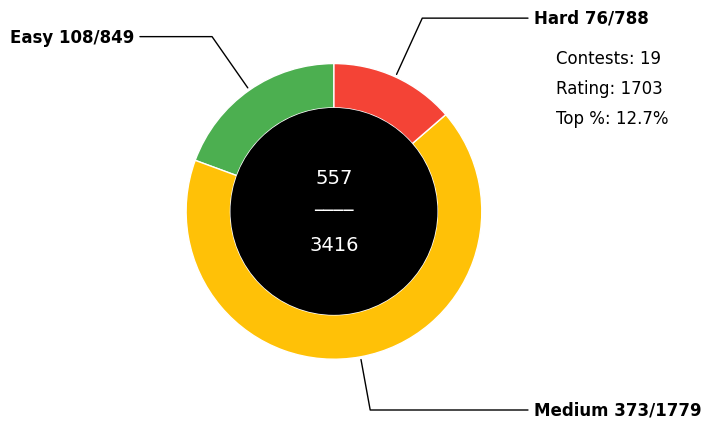 Hard 76/788
Easy 108/849
Contests: 19
Rating: 1703
Top %: 12.7%
557
3416
Medium 373/1779